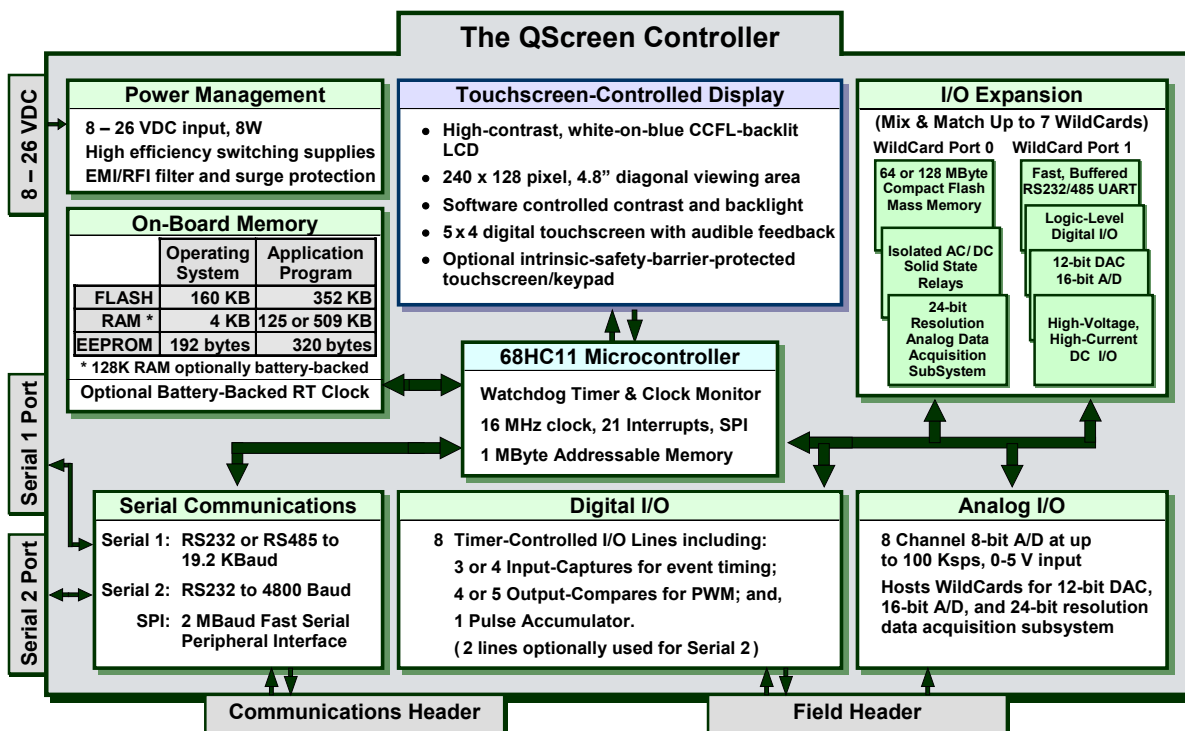 The QScreen Controller
8 – 26 VDC
Power Management
8 – 26 VDC input, 8W
High efficiency switching supplies
EMI/RFI filter and surge protection
On-Board Memory
Operating System Application Program
FLASH 160 KB 352 KB
RAM * 4 KB 125 or 509 KB
EEPROM 192 bytes 320 bytes
* 128K RAM optionally battery-backed
Optional Battery-Backed RT Clock
Touchscreen-Controlled Display
• High-contrast, white-on-blue CCFL-backlit
LCD
• 240 x 128 pixel, 4.8” diagonal viewing area
• Software controlled contrast and backlight
• 5 x 4 digital touchscreen with audible feedback
• Optional intrinsic-safety-barrier-protected
touchscreen/keypad
I/O Expansion
(Mix & Match Up to 7 WildCards)
WildCard Port 0
64 or 128 MByte
Compact Flash
Mass Memory
Isolated AC/ DC
Solid State
Relays
24-bit
Resolution
Analog Data
Acquisition
SubSystem
WildCard Port 1
Fast, Buffered
RS232/485 UART
Logic-Level
Digital I/O
12-bit DAC
16-bit A/D
High-Voltage,
High-Current
DC I/O
68HC11 Microcontroller
Watchdog Timer & Clock Monitor
16 MHz clock, 21 Interrupts, SPI
1 MByte Addressable Memory
Serial 1 Port
Serial 2 Port
Serial Communications
Serial 1: RS232 or RS485 to
19.2 KBaud
Serial 2: RS232 to 4800 Baud
SPI: 2 MBaud Fast Serial
Peripheral Interface
Digital I/O
8 Timer-Controlled I/O Lines including:
3 or 4 Input-Captures for event timing;
4 or 5 Output-Compares for PWM; and,
1 Pulse Accumulator.
( 2 lines optionally used for Serial 2 )
Analog I/O
8 Channel 8-bit A/D at up
to 100 Ksps, 0-5 V input
Hosts WildCards for 12-bit DAC,
16-bit A/D, and 24-bit resolution
data acquisition subsystem
Communications Header
Field Header